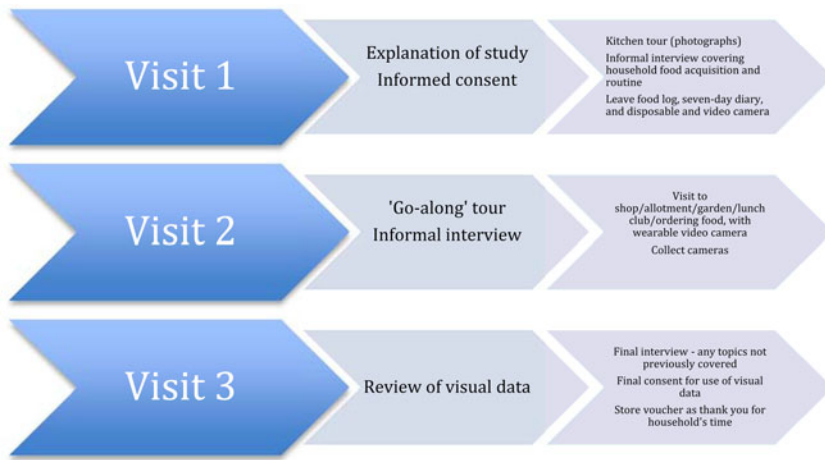 Visit 1
Explanation of study
Informed consent
Kitchen tour (photographs)
Informal interview covering
household food acquisition and
routine
Leave food log, seven-day diary,
and disposable and video camera
Visit 2
'Go-along' tour
Informal interview
Visit to
shop/allotment/garden/lunch
club/ordering food, with
wearable video camera
Collect cameras
Visit 3
Review of visual data
Final interview - any topics not
previously covered
Final consent for use of visual
data
Store voucher as thank you for
household's time